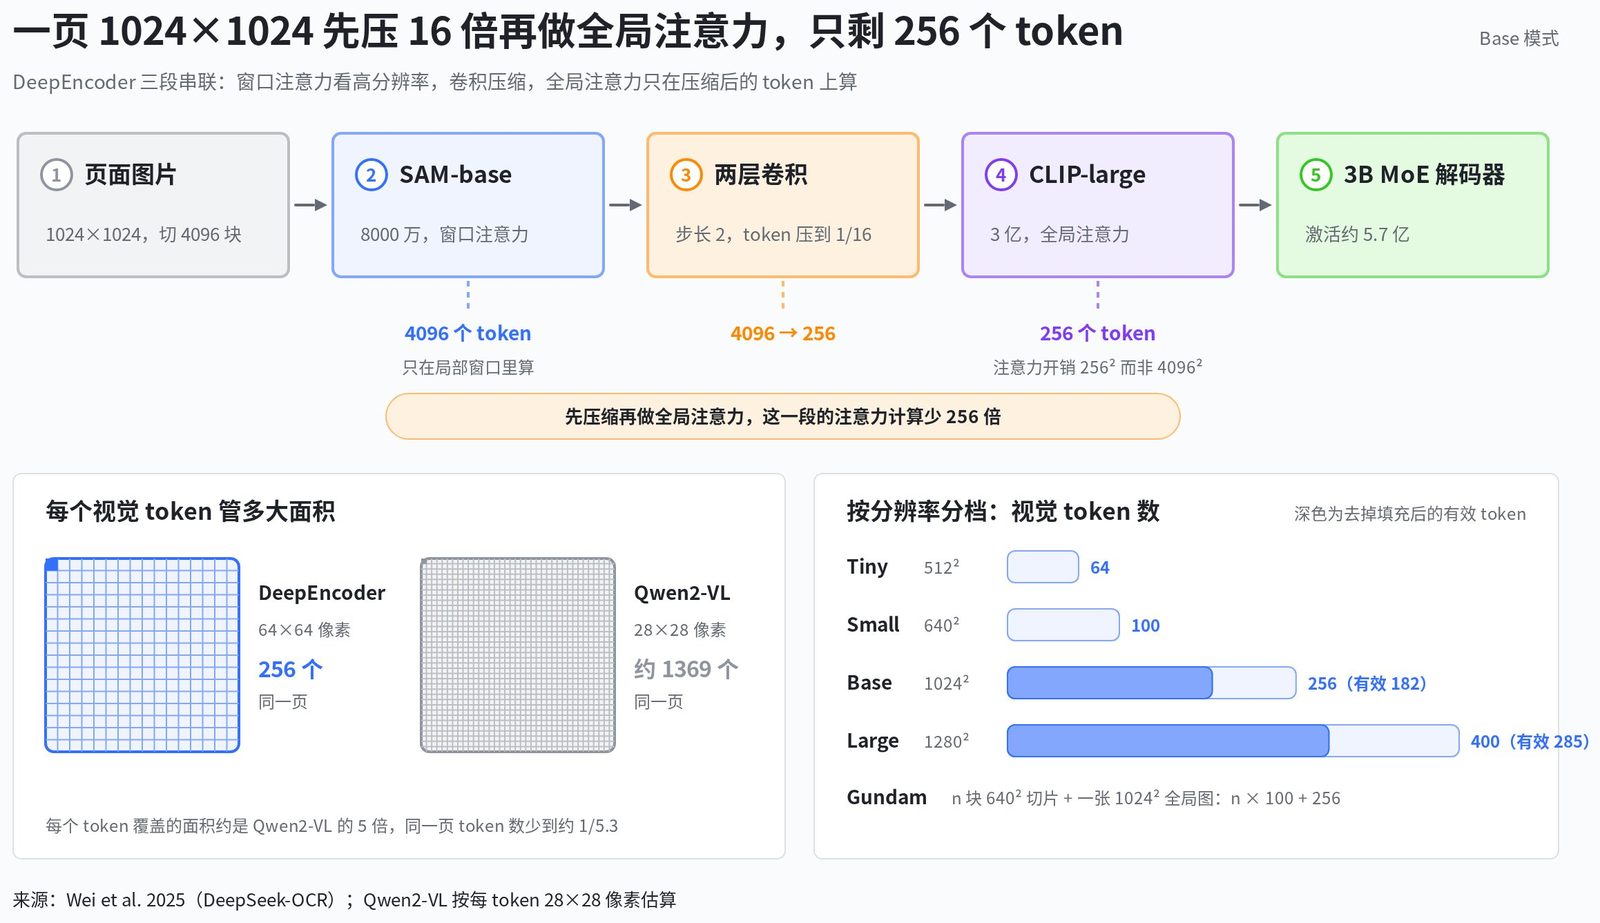 一页 1024×1024 先压 16 倍再做全局注意力，只剩 256 个 token
Base 模式
DeepEncoder 三段串联：窗口注意力看高分辨率，卷积压缩，全局注意力只在压缩后的 token 上算
1 页面图片
1024×1024，切 4096 块
2 SAM-base
8000 万，窗口注意力
3 两层卷积
步长 2，token 压到 1/16
4 CLIP-large
3 亿，全局注意力
5 3B MoE 解码器
激活约 5.7 亿
4096 个 token
只在局部窗口里算
4096 → 256
256 个 token
注意力开销 256² 而非 4096²
先压缩再做全局注意力，这一段的注意力计算少 256 倍
每个视觉 token 管多大面积
DeepEncoder
64×64 像素
256 个
同一页
Qwen2-VL
28×28 像素
约 1369 个
同一页
每个 token 覆盖的面积约是 Qwen2-VL 的 5 倍，同一页 token 数少到约 1/5.3
按分辨率分档：视觉 token 数
深色为去掉填充后的有效 token
Tiny 512² 64
Small 640² 100
Base 1024² 256（有效 182）
Large 1280² 400（有效 285）
Gundam n 块 640² 切片 + 一张 1024² 全局图：n × 100 + 256
来源：Wei et al. 2025（DeepSeek-OCR）；Qwen2-VL 按每 token 28×28 像素估算